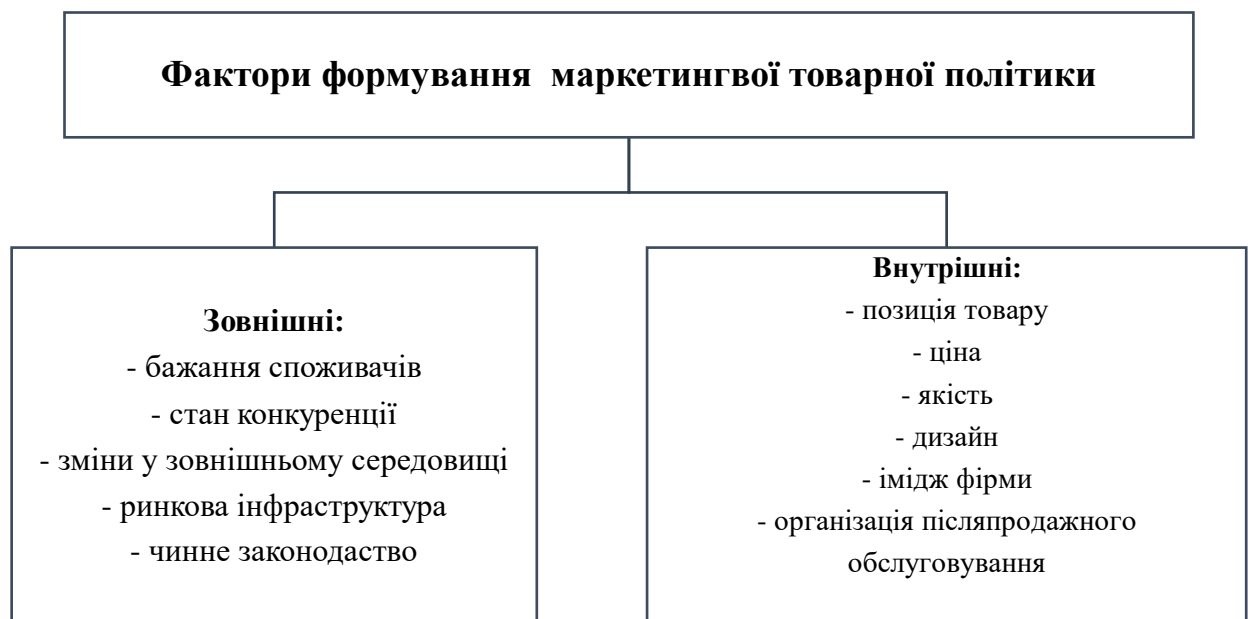 Фактори формування маркетингвої товарної політики
Зовнішні:
- бажання споживачів
- стан конкуренції
- зміни у зовнішньому середовищі
- ринкова інфраструктура
- чинне законодаство
Внутрішні:
- позиція товару
- ціна
- якість
- дизайн
- імідж фірми
- організація післяпродажного
обслуговування